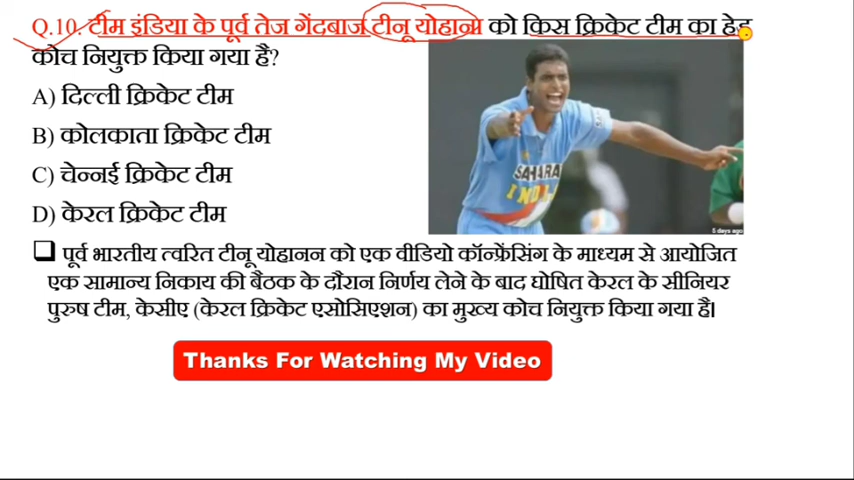 Q.10. टीम इंडिया के पूर्व तेज गेंदबाज टीनू योहानन को किस क्रिकेट टीम का हेड
कोच नियुक्त किया गया है?
A) दिल्ली क्रिकेट टीम
B) कोलकाता क्रिकेट टीम
C) चेन्नई क्रिकेट टीम
D) केरल क्रिकेट टीम
SAHARA
INDIA
5 days ago
पूर्व भारतीय त्वरित टीनू योहानन को एक वीडियो कॉन्फ्रेंसिंग के माध्यम से आयोजित
एक सामान्य निकाय की बैठक के दौरान निर्णय लेने के बाद घोषित केरल के सीनियर
पुरुष टीम, केसीए (केरल क्रिकेट एसोसिएशन) का मुख्य कोच नियुक्त किया गया है।
Thanks For Watching My Video